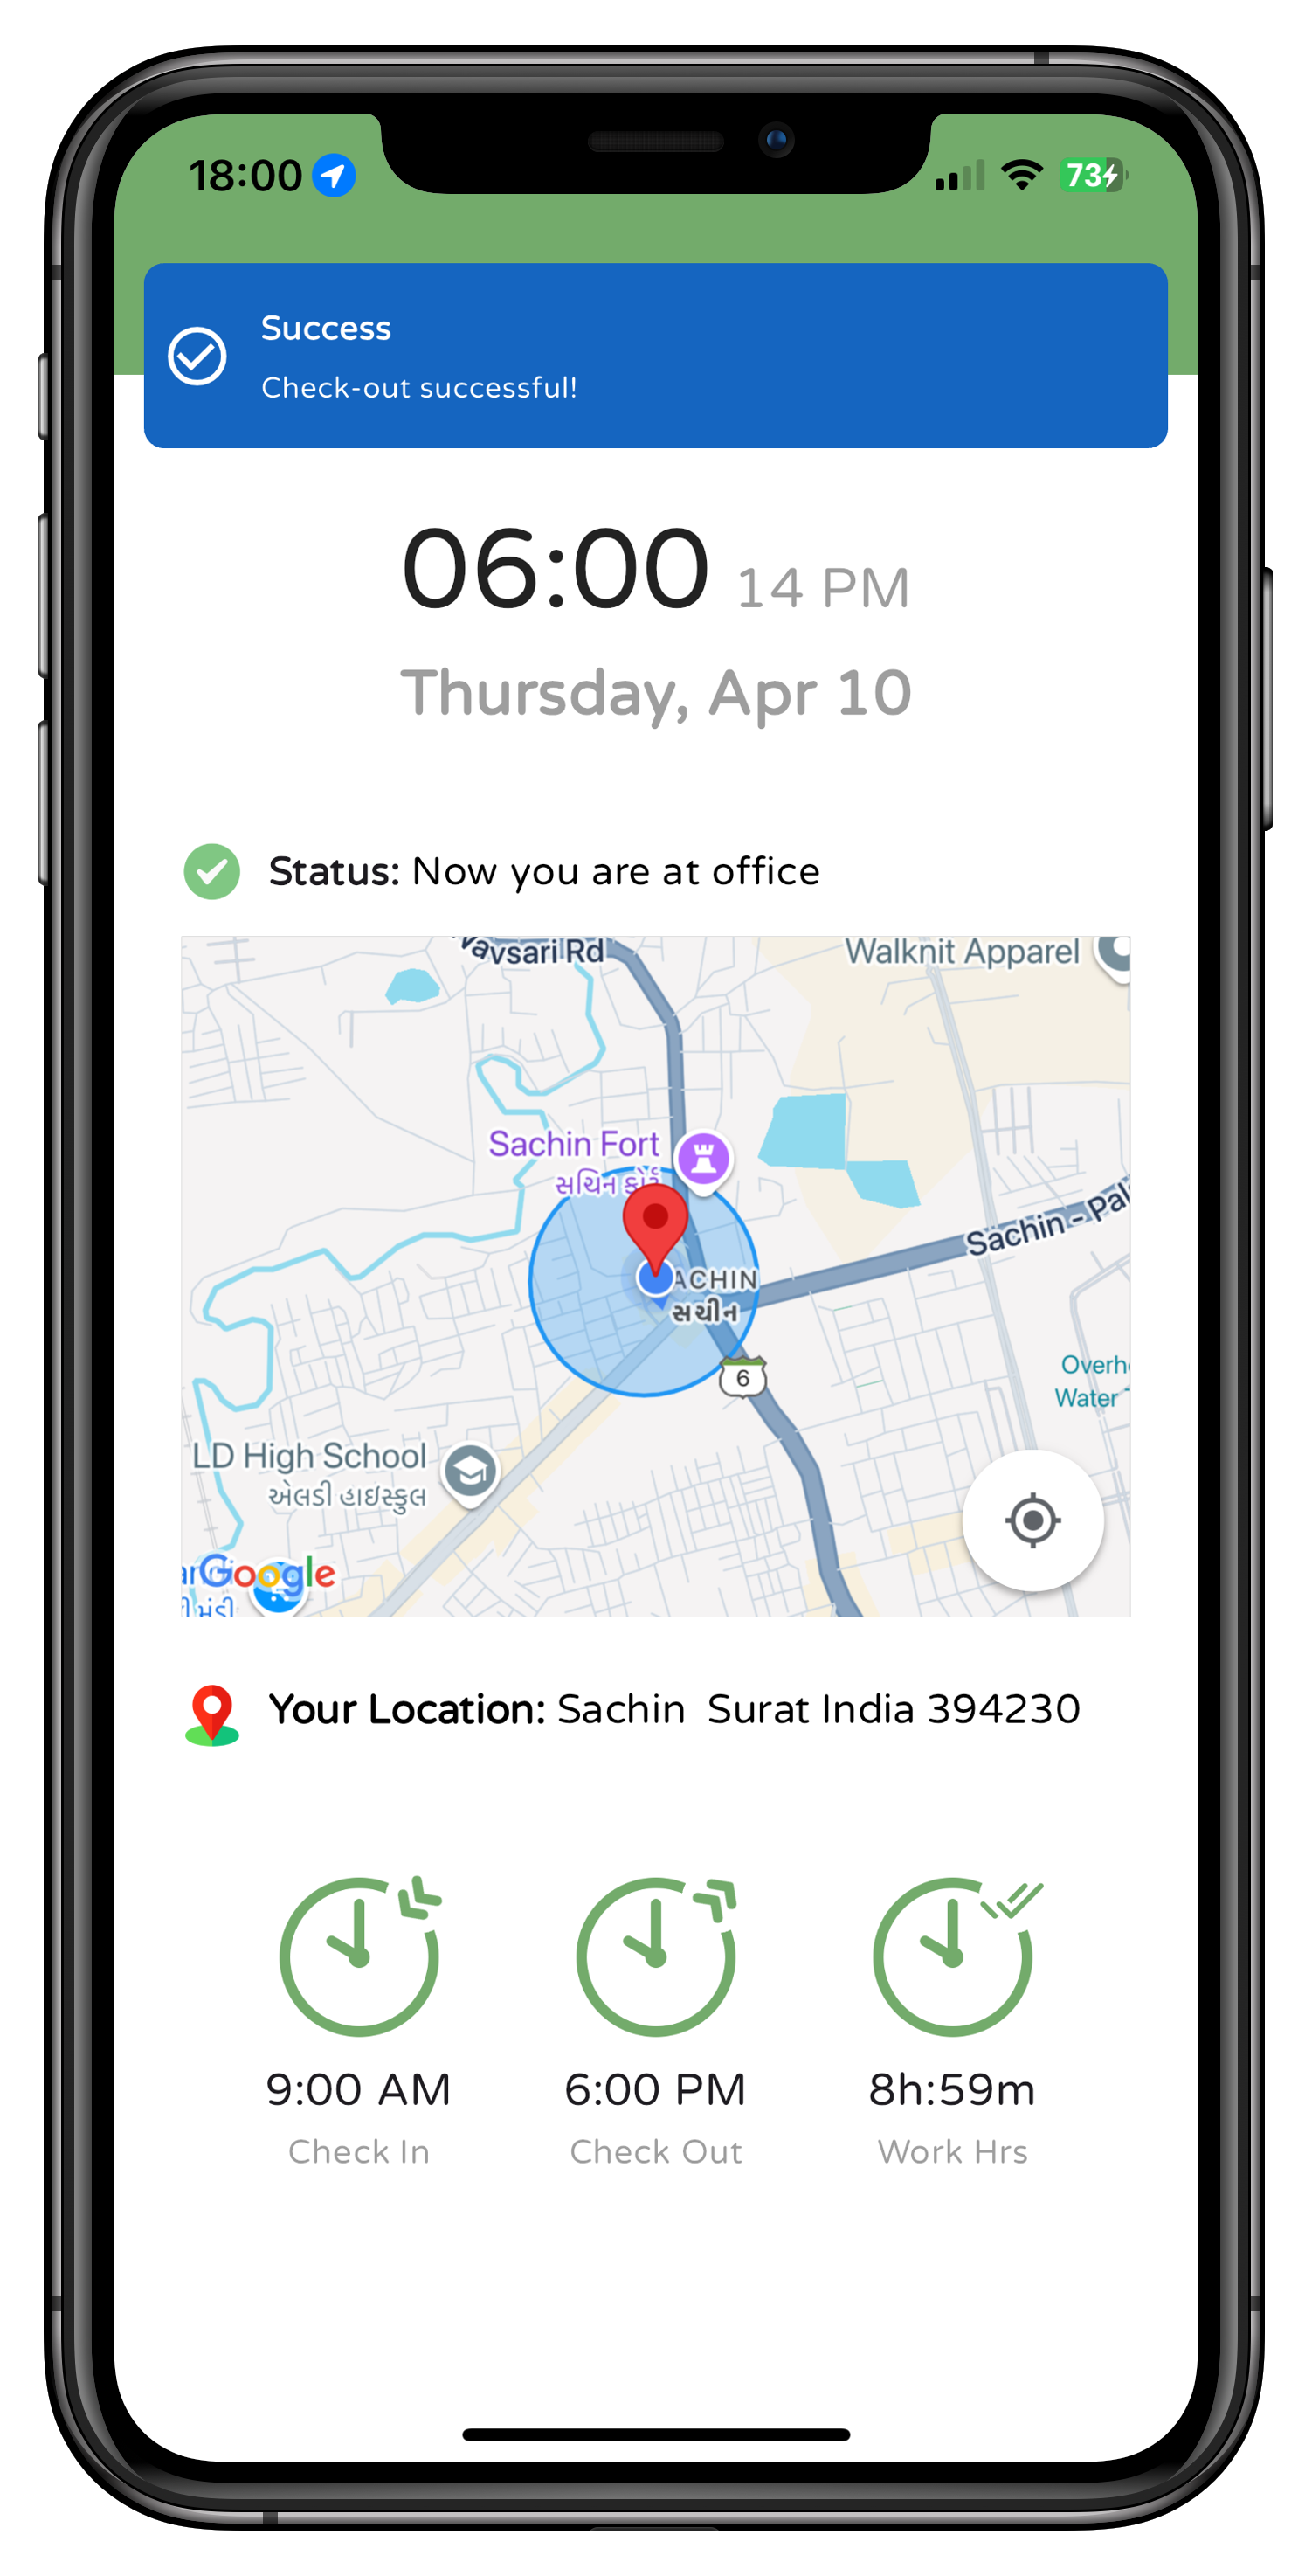 18:00
73
Success
Check-out successful!
06:00 14 PM
Thursday, Apr 10
Status: Now you are at office
Navsari Rd
Walknit Apparel
Sachin Fort
સચિન ફોર્ટ
Sachin - Pal
ACHIN
સચીન
6
Overh
Water
LD High School
એલડી હાઇસ્કુલ
Google
Your Location: Sachin Surat India 394230
9:00 AM
6:00 PM
8h:59m
Check In
Check Out
Work Hrs